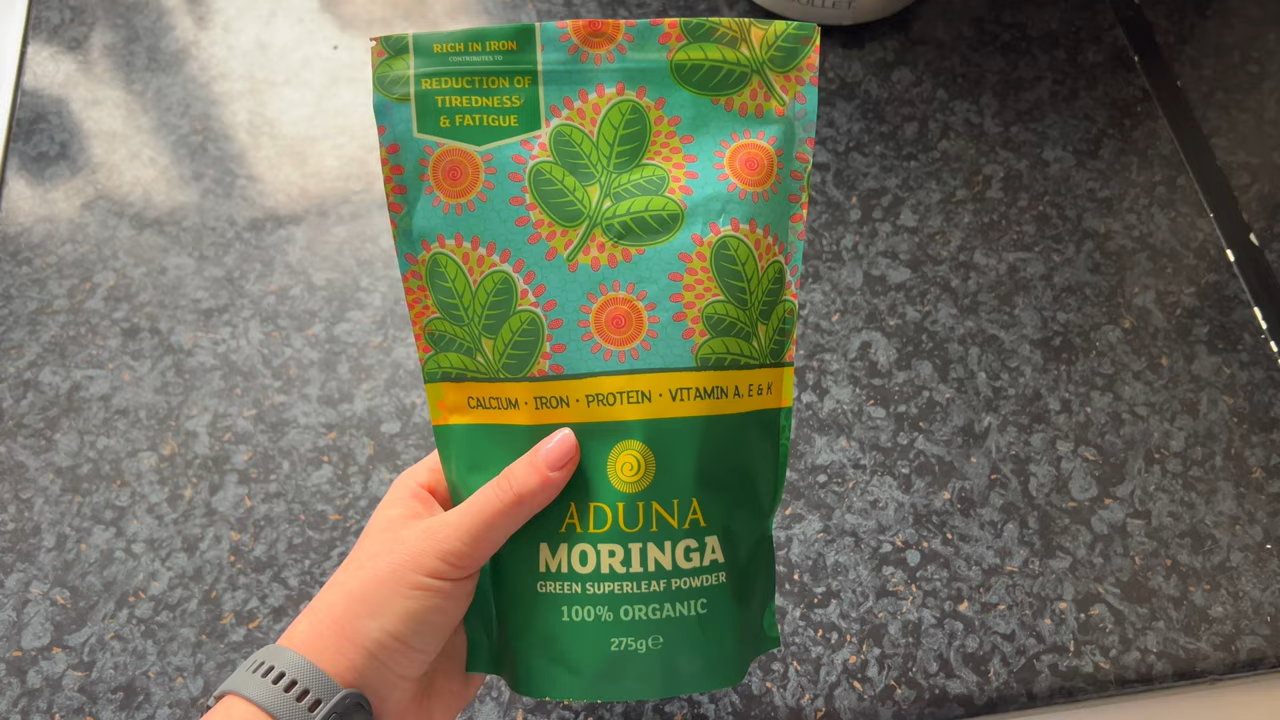 RICH IN IRON
CONTRIBUTES TO
REDUCTION OF
TIREDNESS
& FATIGUE
CALCIUM · IRON · PROTEIN · VITAMIN A, E & K
ADUNA
MORINGA
GREEN SUPERLEAF POWDER
100% ORGANIC
275g℮